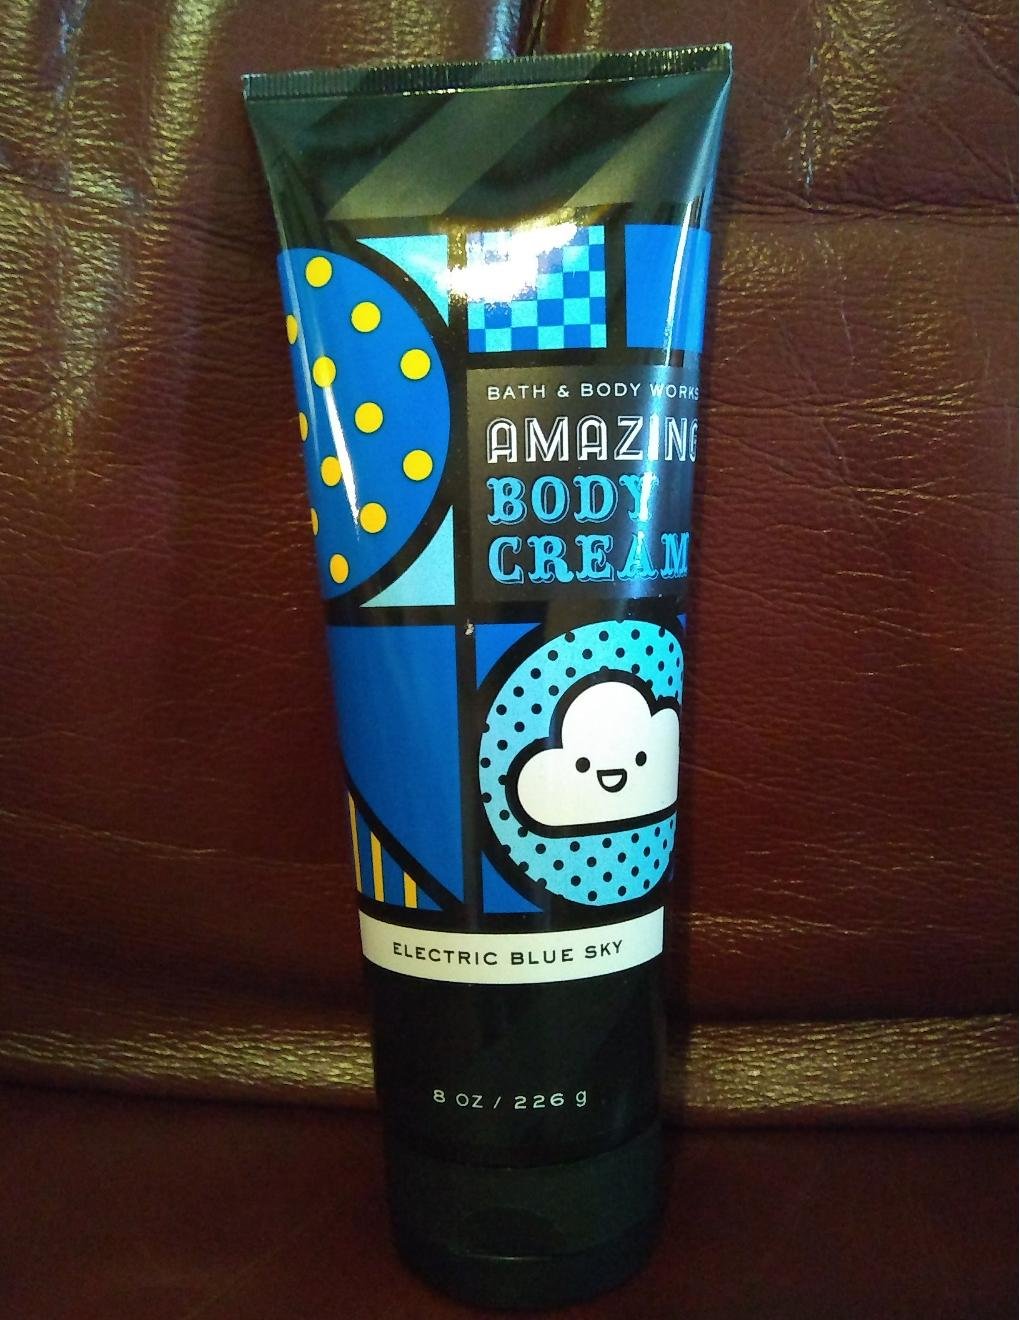 BATH & BODY WORKS
AMAZING
BODY
CREAM
ELECTRIC BLUE SKY
8 OZ / 226 g